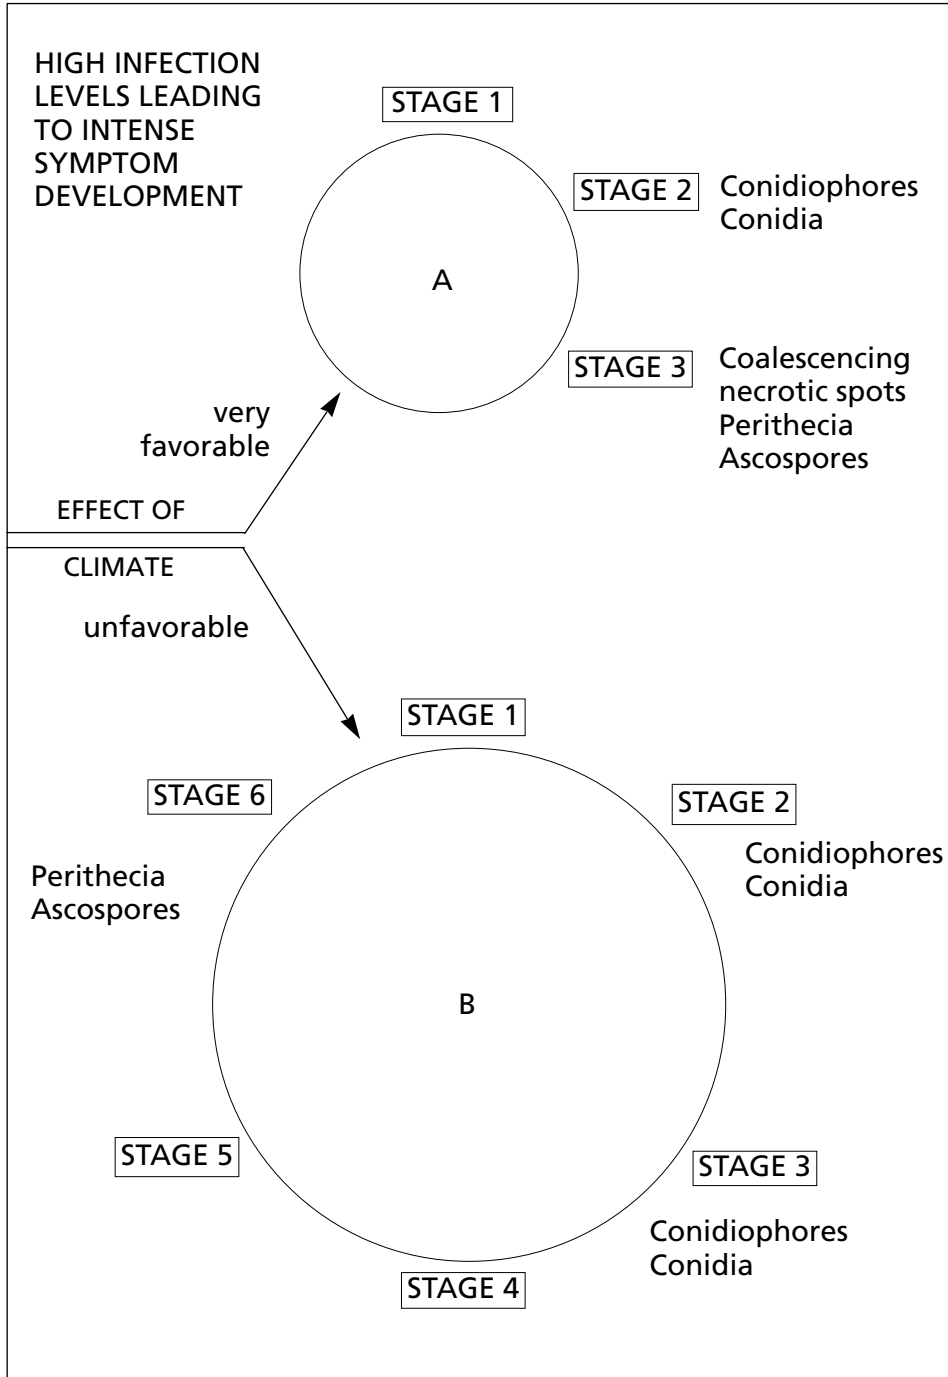 HIGH INFECTION
LEVELS LEADING
TO INTENSE
SYMPTOM
DEVELOPMENT
STAGE 1
STAGE 2
Conidiophores
Conidia
A
STAGE 3
Coalescencing
necrotic spots
Perithecia
Ascospores
very
favorable
EFFECT OF
CLIMATE
unfavorable
STAGE 1
STAGE 6
STAGE 2
Perithecia
Ascospores
Conidiophores
Conidia
B
STAGE 5
STAGE 3
Conidiophores
Conidia
STAGE 4